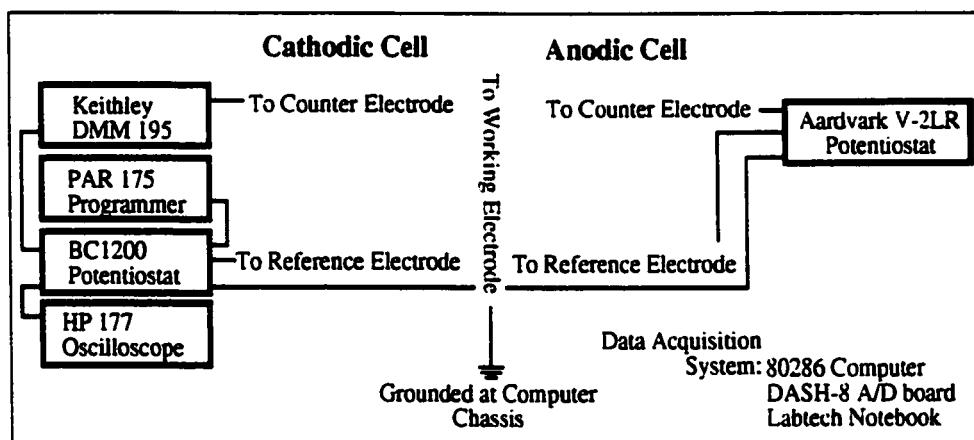 Cathodic Cell
Anodic Cell
Keithley
DMM 195
To Counter Electrode
PAR 175
Programmer
BC1200
Potentiostat
To Reference Electrode
HP 177
Oscilloscope
To Working Electrode
To Counter Electrode
Aardvark V-2LR
Potentiostat
To Reference Electrode
Grounded at Computer
Chassis
Data Acquisition
System: 80286 Computer
DASH-8 A/D board
Labtech Notebook